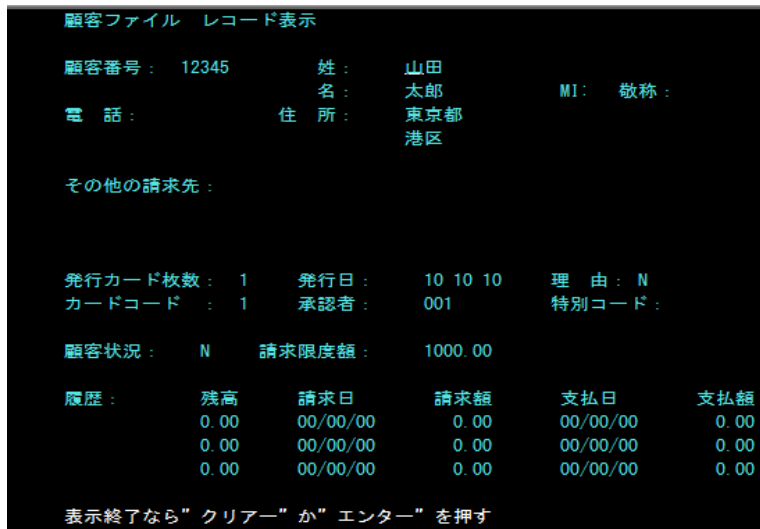 顧客ファイル レコード表示
顧客番号： 12345 姓： 山田
名： 太郎 MI： 敬称：
電 話： 住 所： 東京都
港区
その他の請求先：
発行カード枚数： 1 発行日： 10 10 10 理 由： N
カードコード ： 1 承認者： 001 特別コード：
顧客状況： N 請求限度額： 1000.00
履歴： 残高 請求日 請求額 支払日 支払額
0.00 00/00/00 0.00 00/00/00 0.00
0.00 00/00/00 0.00 00/00/00 0.00
0.00 00/00/00 0.00 00/00/00 0.00
表示終了なら”クリアー”か”エンター”を押す